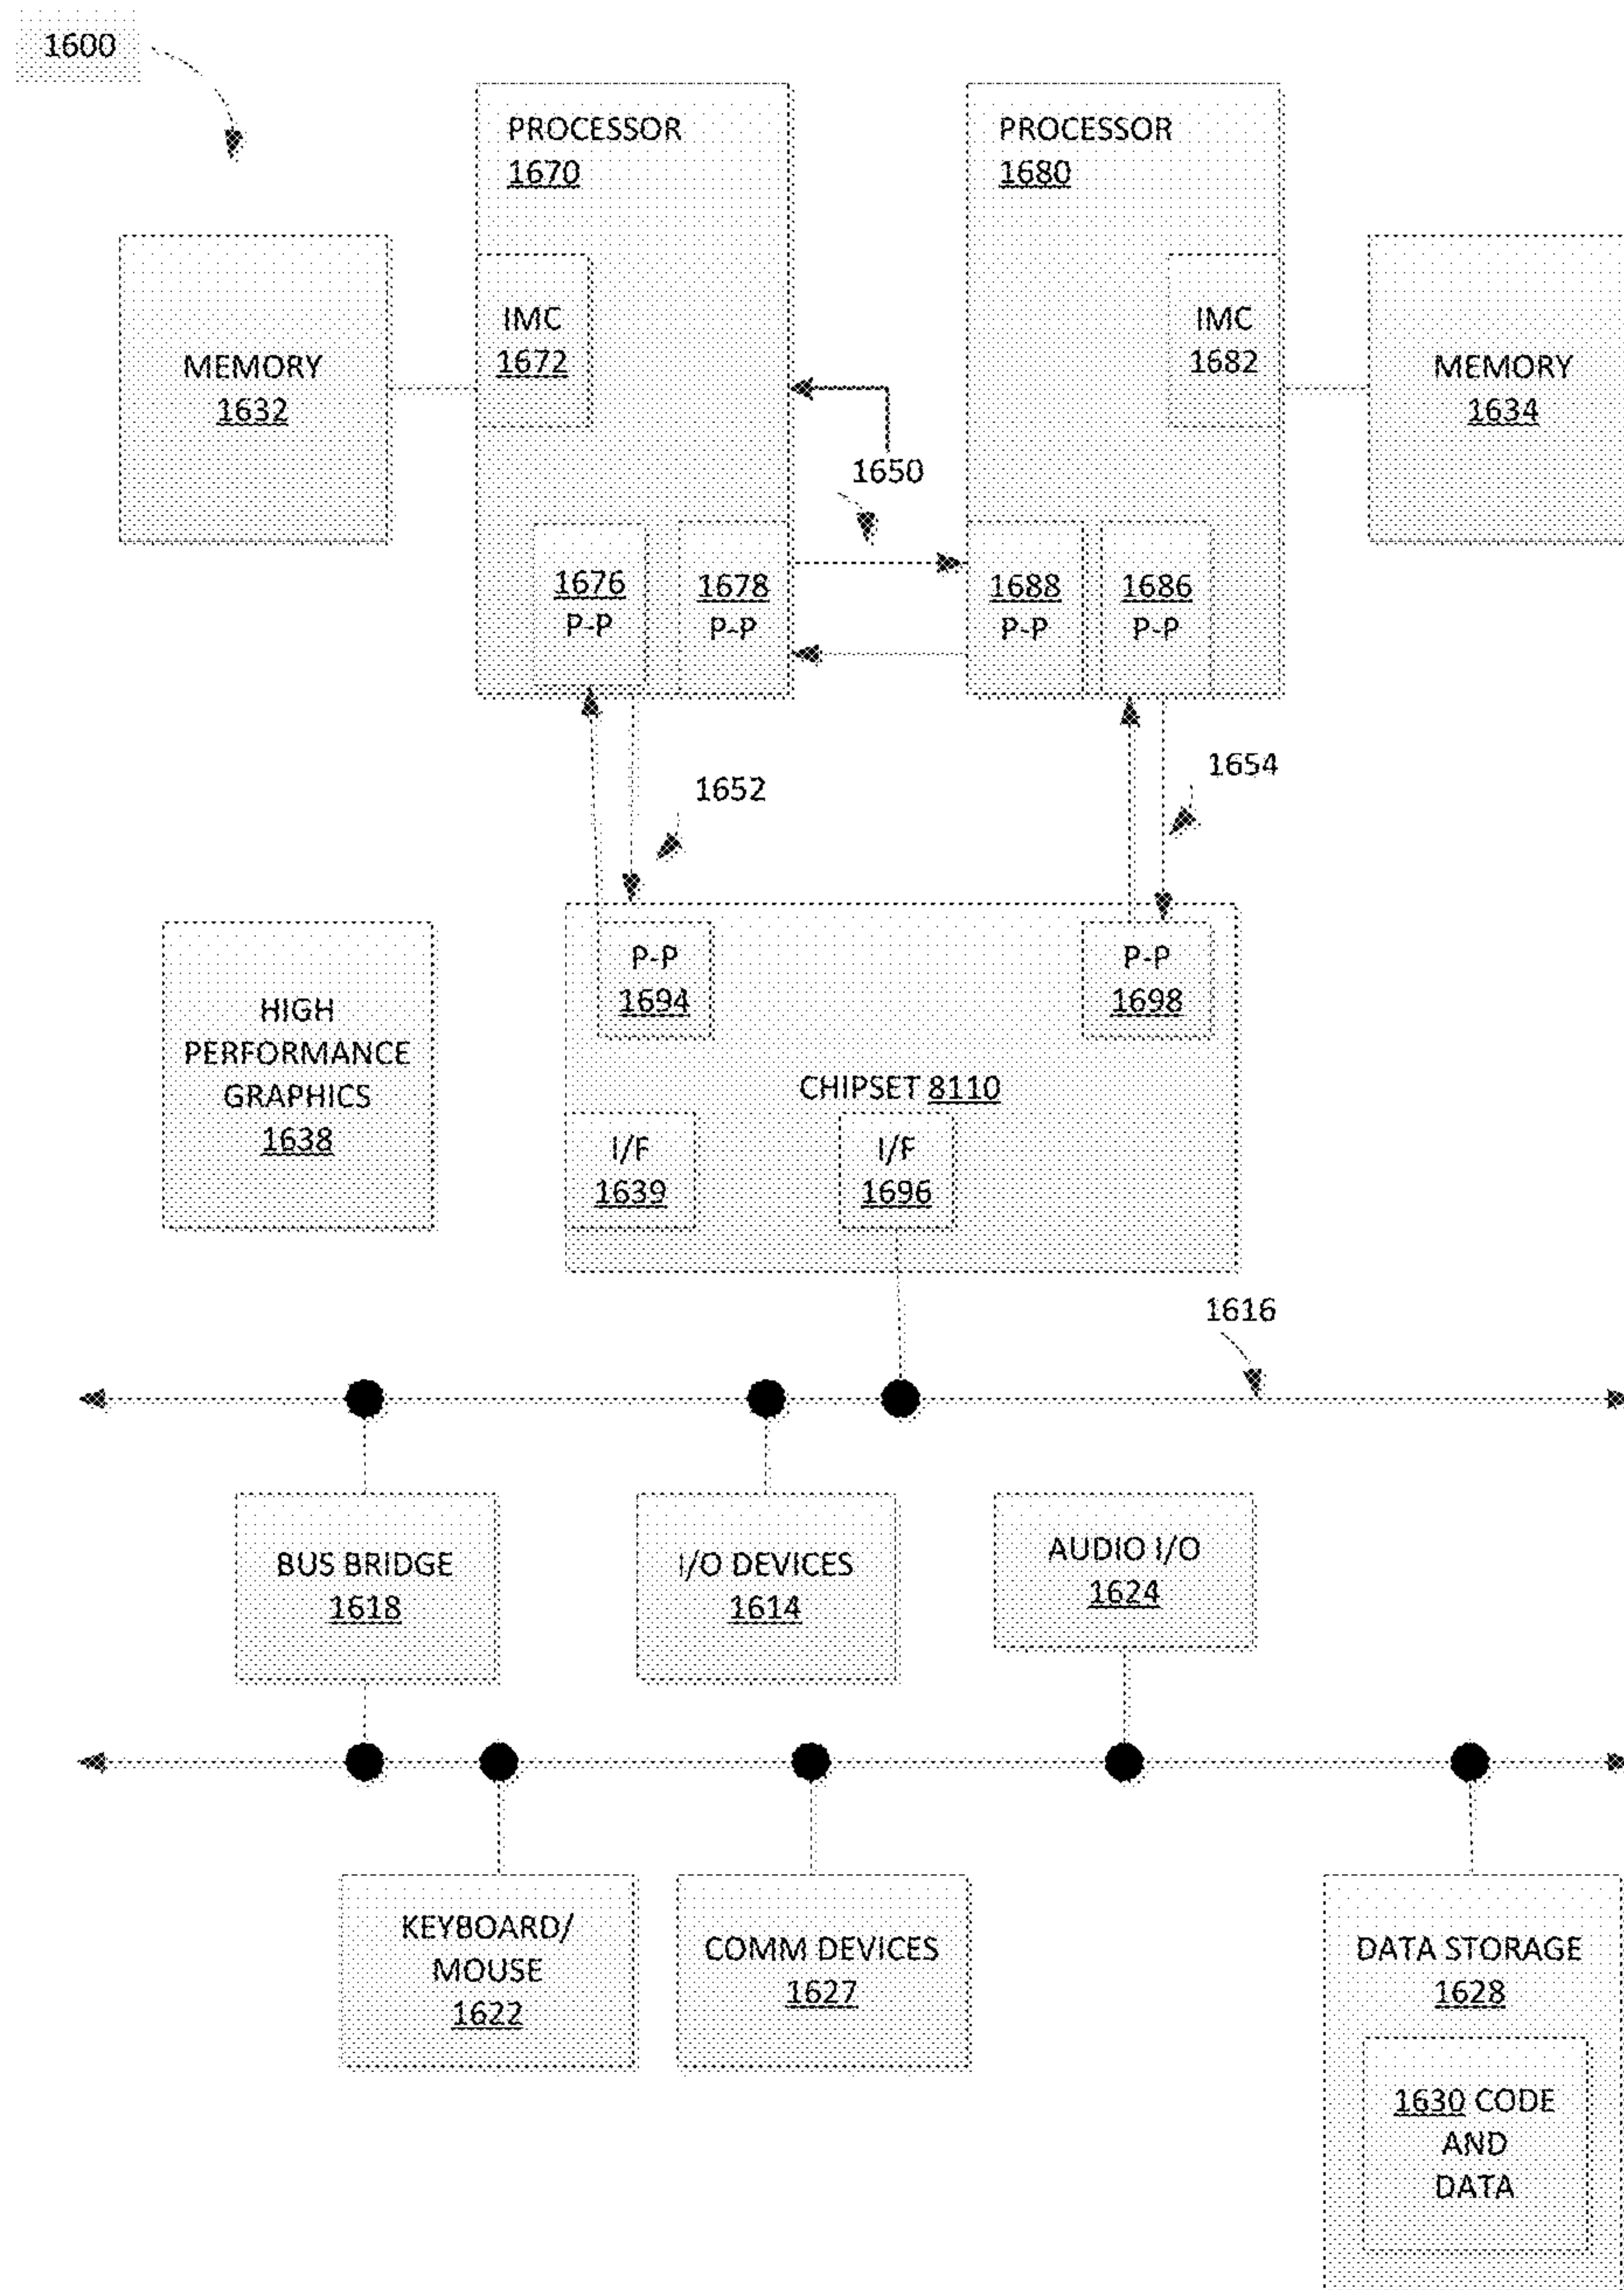 1600
PROCESSOR
1670
PROCESSOR
1680
IMC
1672
IMC
1682
MEMORY
1632
MEMORY
1634
1650
1676
P-P
1678
P-P
1688
P-P
1686
P-P
1652
1654
P-P
1694
P-P
1698
HIGH
PERFORMANCE
GRAPHICS
1638
CHIPSET 8110
I/F
1639
I/F
1696
1616
BUS BRIDGE
1618
I/O DEVICES
1614
AUDIO I/O
1624
KEYBOARD/
MOUSE
1622
COMM DEVICES
1627
DATA STORAGE
1628
1630 CODE
AND
DATA